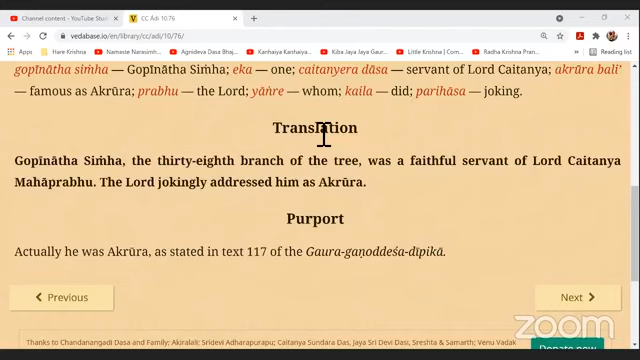 Channel content - YouTube Stud
CC Ādi 10.76
vedabase.io/en/library/cc/adi/10/76/
Apps
Hare Krishna
Namaste Narasimh...
Agnideva Dasa Bhaj...
Kanhaiya Kanhaiya...
Kiba Jaya Jaya Gaur...
Little Krishna | Com...
Radha Krishna Pran...
Reading list
gopīnātha siṁha — Gopīnātha Siṁha; eka — one; caitanyera dāsa — servant of Lord Caitanya; akrūra bali’
— famous as Akrūra; prabhu — the Lord; yāṅre — whom; kaila — did; parihāsa — joking.
Translation
Gopīnātha Siṁha, the thirty-eighth branch of the tree, was a faithful servant of Lord Caitanya
Mahāprabhu. The Lord jokingly addressed him as Akrūra.
Purport
Actually he was Akrūra, as stated in text 117 of the Gaura-gaṇoddeśa-dīpikā.
Previous
Next
zoom
Thanks to Chandanangadi Dasa and Family; Akiralali; Sridevi Adharapurapu; Caitanya Sundara Das, Jaya Sri Devi Dasi, Shreshta & Samarth; Venu Vadak
Donate now